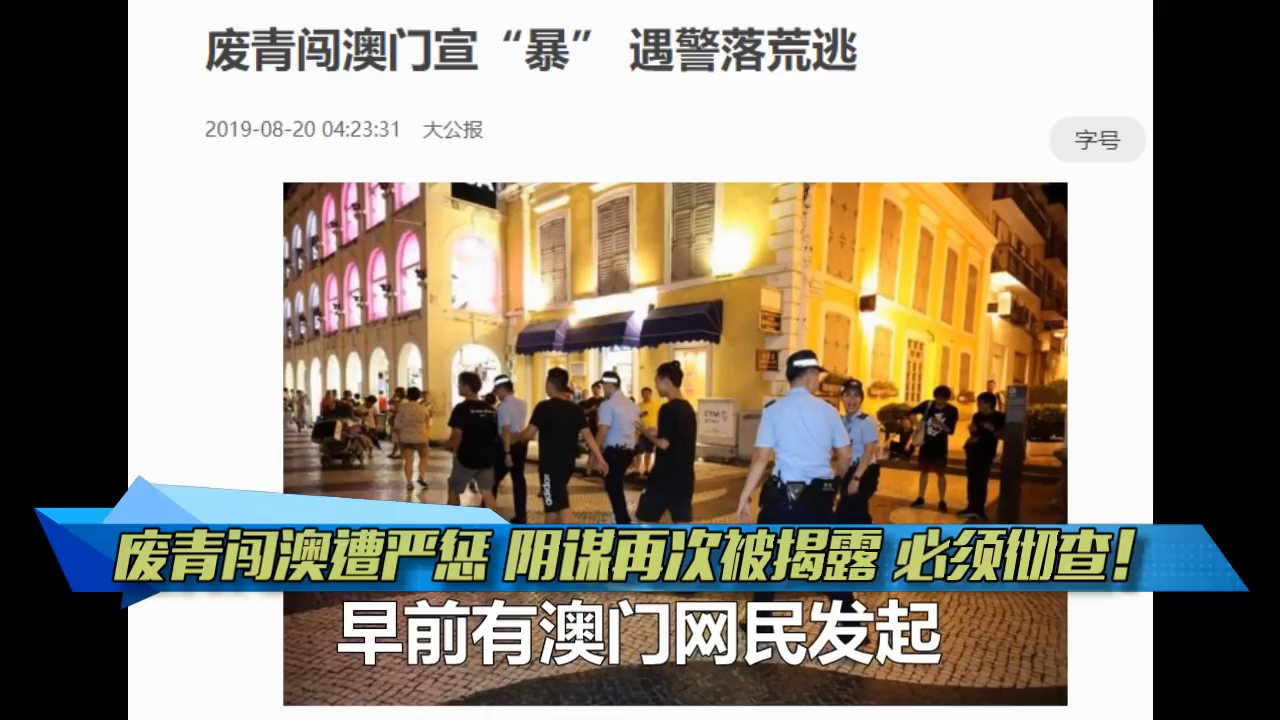 废青闯澳门宣“暴” 遇警落荒逃
2019-08-20 04:23:31 大公报
字号
CTM
adidas
废青闯澳遭严惩 阴谋再次被揭露 必须彻查!
早前有澳门网民发起